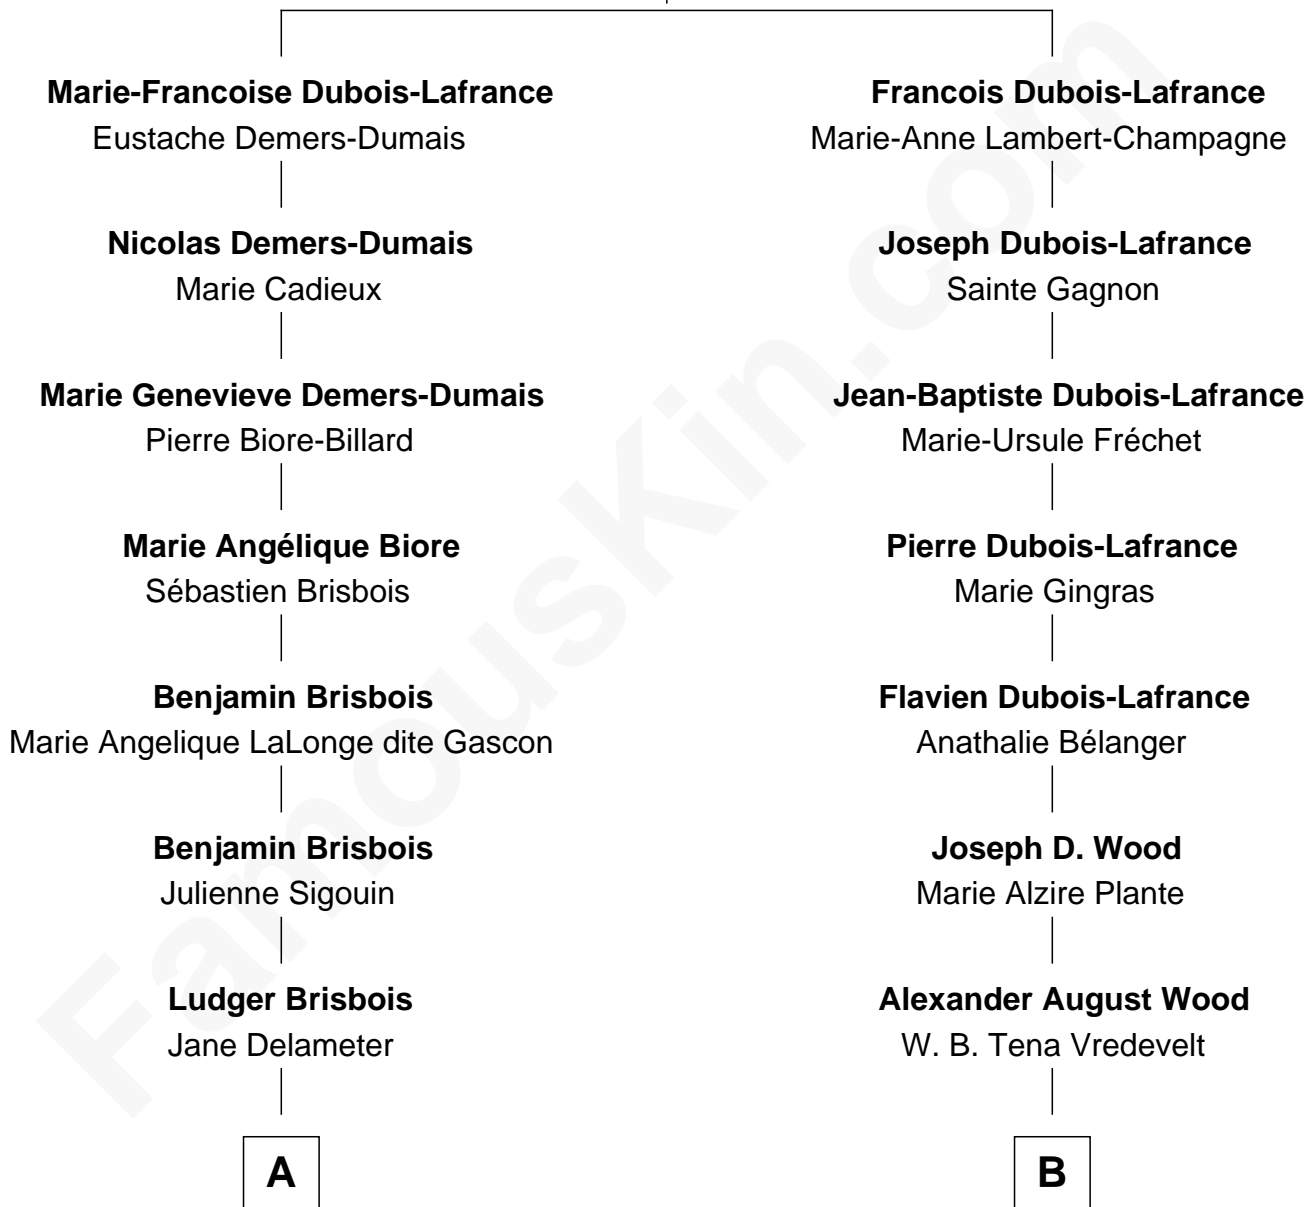 Marie-Francoise Dubois-Lafrance
Eustache Demers-Dumais
Nicolas Demers-Dumais
Marie Cadieux
Marie Genevieve Demers-Dumais
Pierre Biore-Billard
Marie Angélique Biore
Sébastien Brisbois
Benjamin Brisbois
Marie Angelique LaLonge dite Gascon
Benjamin Brisbois
Julienne Sigouin
Ludger Brisbois
Jane Delameter
A
Francois Dubois-Lafrance
Marie-Anne Lambert-Champagne
Joseph Dubois-Lafrance
Sainte Gagnon
Jean-Baptiste Dubois-Lafrance
Marie-Ursule Fréchet
Pierre Dubois-Lafrance
Marie Gingras
Flavien Dubois-Lafrance
Anathalie Bélanger
Joseph D. Wood
Marie Alzire Plante
Alexander August Wood
W. B. Tena Vredevelt
B
FamousKin.com